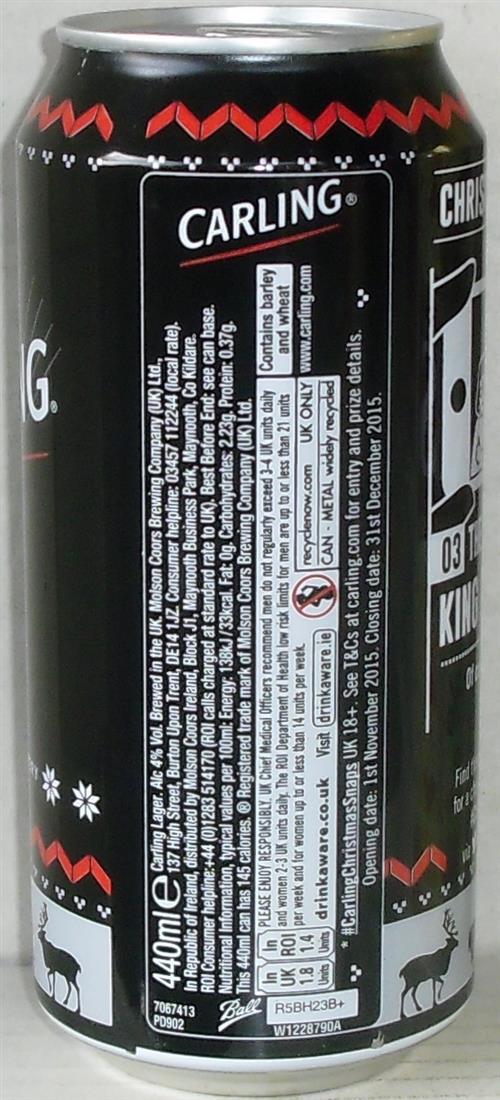 CARLING®
440ml e
Carling Lager. Alc 4% Vol. Brewed in the UK. Molson Coors Brewing Company (UK) Ltd.,
137 High Street, Burton Upon Trent, DE14 1JZ. Consumer helpline: 03457 1122244 (local rate).
In Republic of Ireland, distributed by Molson Coors Ireland, Block J1, Maynooth Business Park, Maynooth, Co Kildare.
ROI Consumer helpline:+44 (0)1283 514170 (ROI calls charged at standard rate to UK). Best Before End: see can base.
Nutritional Information, typical values per 100ml: Energy: 138kJ/33kcal. Fat: 0g. Carbohydrates: 2.23g. Protein: 0.37g.
This 440ml can has 145 calories. ® Registered trade mark of Molson Coors Brewing Company (UK) Ltd.
PLEASE ENJOY RESPONSIBLY. UK Chief Medical Officers recommend men do not regularly exceed 3-4 UK units daily
and women 2-3 UK units daily. The ROI Department of Health low risk limits for men are up to or less than 21 units
per week and for women up to or less than 14 units per week.
Contains barley
and wheat
www.carling.com
In UK 1.8 Units
In ROI 1.4 Units
drinkaware.co.uk Visit drinkaware.ie
recyclenow.com UK ONLY
CAN - METAL widely recycled
* #CarlingChristmasSnaps UK 18+. See T&Cs at carling.com for entry and prize details.
Opening date: 1st November 2015. Closing date: 31st December 2015.
7067413
PD902
Ball
R5BH23B+
W1228790A
G®
CHRIS
03
KING
Find
for a
via